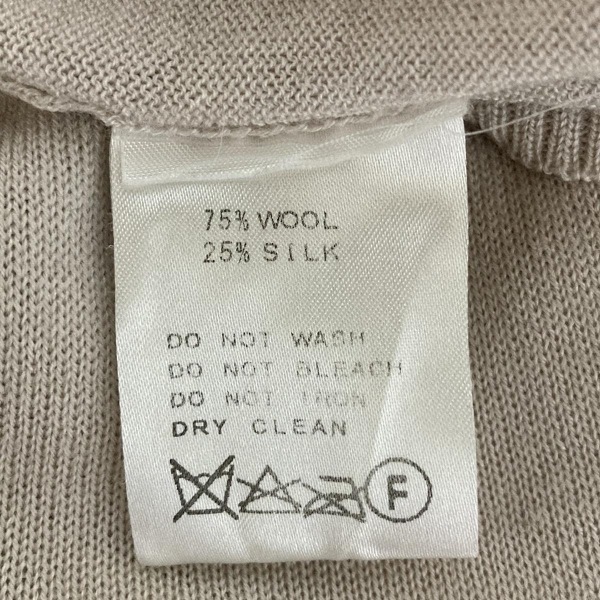 75% WOOL
25% SILK
DO NOT WASH
DO NOT BLEACH
DO NOT IRON
DRY CLEAN
F